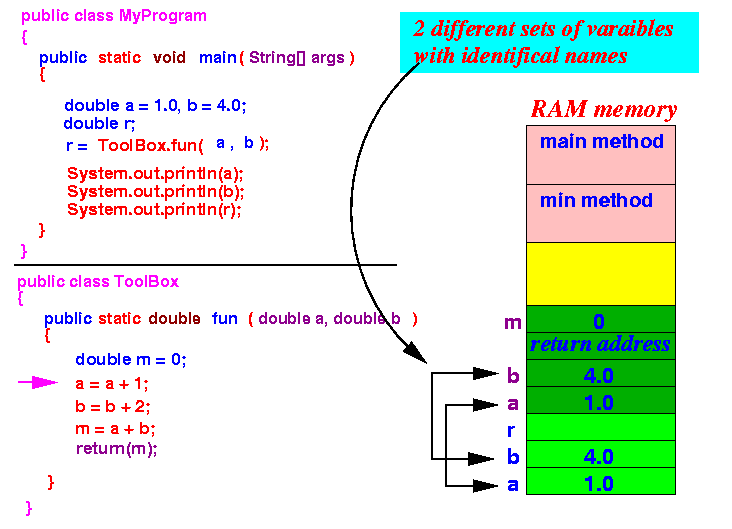 public class MyProgram
{
public static void main ( String[] args )
{
double a = 1.0, b = 4.0;
double r;
r = ToolBox.fun( a , b );
System.out.println(a);
System.out.println(b);
System.out.println(r);
}
}
public class ToolBox
{
public static double fun ( double a, double b )
{
double m = 0;
a = a + 1;
b = b + 2;
m = a + b;
return(m);
}
}
2 different sets of varaibles
with identifical names
RAM memory
main method
min method
m 0
return address
b 4.0
a 1.0
r
b 4.0
a 1.0